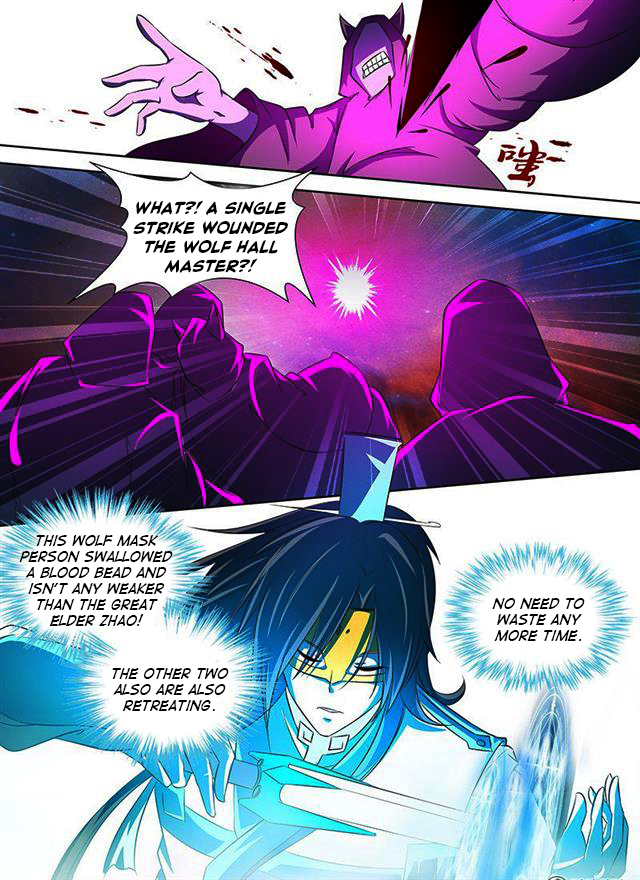 嗤
WHAT?! A SINGLE
STRIKE WOUNDED
THE WOLF HALL
MASTER?!
THIS WOLF MASK
PERSON SWALLOWED
A BLOOD BEAD AND
ISN'T ANY WEAKER
THAN THE GREAT
ELDER ZHAO!
THE OTHER TWO
ALSO ARE ALSO
RETREATING.
NO NEED TO
WASTE ANY
MORE TIME.